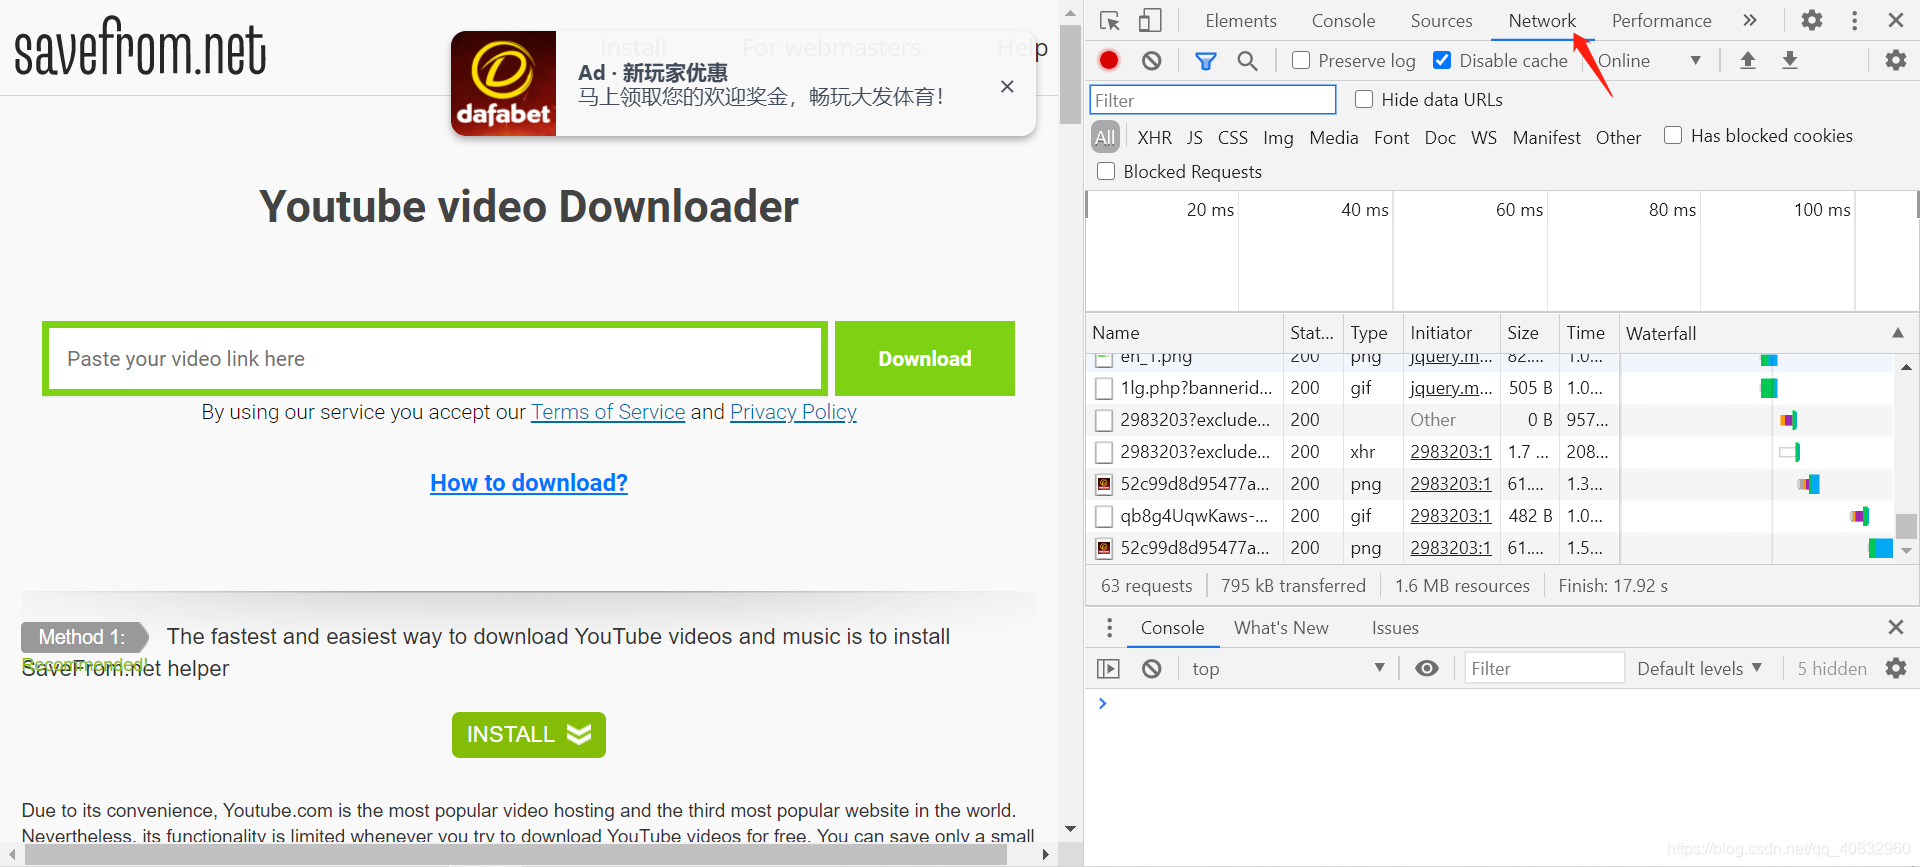 savefrom.net
Install
For webmasters
Help
dafabet
Ad · 新玩家优惠
马上领取您的欢迎奖金，畅玩大发体育！
Youtube video Downloader
Paste your video link here
Download
By using our service you accept our Terms of Service and Privacy Policy
How to download?
Method 1:
The fastest and easiest way to download YouTube videos and music is to install
Recommended!
SaveFrom.net helper
INSTALL
Due to its convenience, Youtube.com is the most popular video hosting and the third most popular website in the world.
Nevertheless, its functionality is limited whenever you try to download YouTube videos for free. You can save only a small
Elements Console Sources Network Performance »
Preserve log Disable cache Online
Filter Hide data URLs
All XHR JS CSS Img Media Font Doc WS Manifest Other Has blocked cookies
Blocked Requests
20 ms 40 ms 60 ms 80 ms 100 ms
Name Stat... Type Initiator Size Time Waterfall
en_1.png 200 png jquery.m... 82.... 1.0...
1lg.php?bannerid... 200 gif jquery.m... 505 B 1.0...
2983203?exclude... 200 Other 0 B 957...
2983203?exclude... 200 xhr 2983203:1 1.7 ... 208...
52c99d8d95477a... 200 png 2983203:1 61.... 1.3...
qb8g4UqwKaws-... 200 gif 2983203:1 482 B 1.0...
52c99d8d95477a... 200 png 2983203:1 61.... 1.5...
63 requests 795 kB transferred 1.6 MB resources Finish: 17.92 s
Console What's New Issues
top Filter Default levels 5 hidden
https://blog.csdn.net/qq_40832960